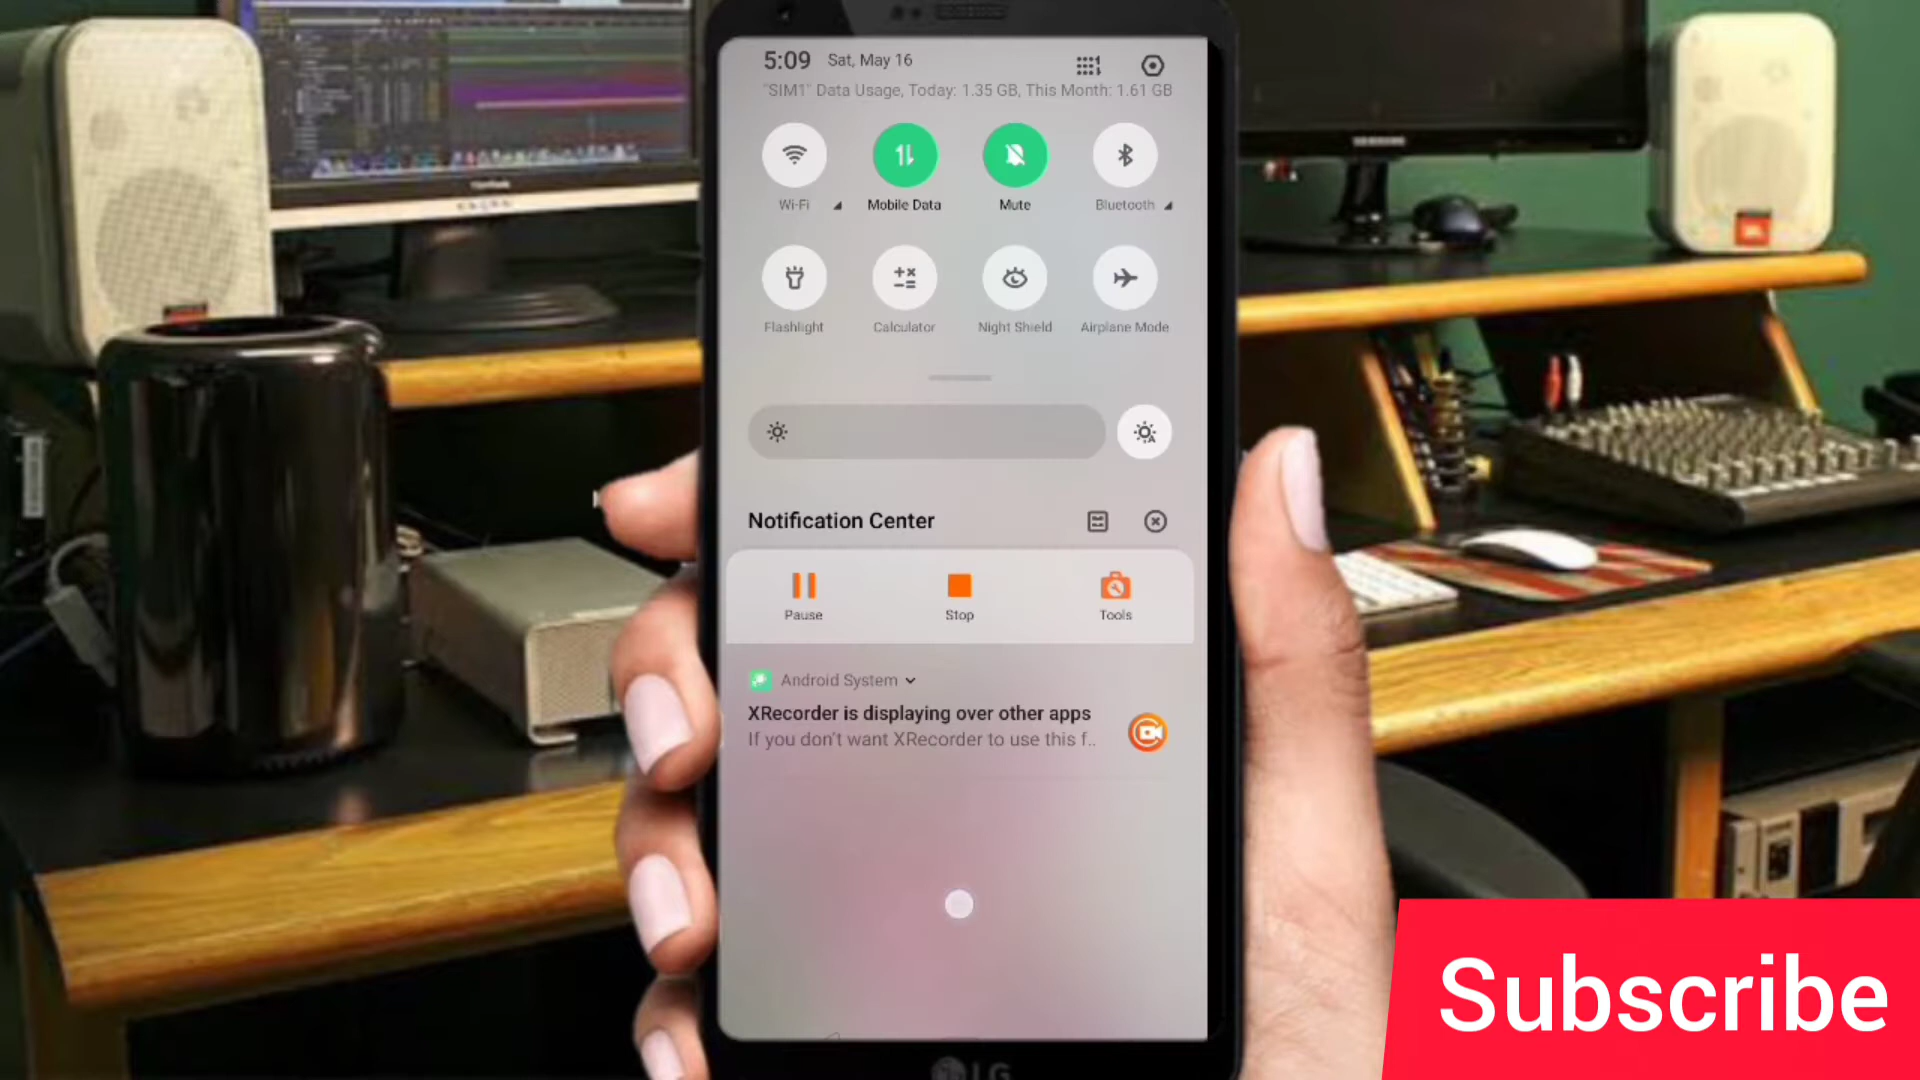 5:09 Sat, May 16
"SIM1" Data Usage, Today: 1.35 GB, This Month: 1.61 GB
Wi-Fi Mobile Data Mute Bluetooth
Flashlight Calculator Night Shield Airplane Mode
Notification Center
Pause Stop Tools
Android System
XRecorder is displaying over other apps
If you don't want XRecorder to use this f..
LG
SAMSUNG
JBL
Subscribe